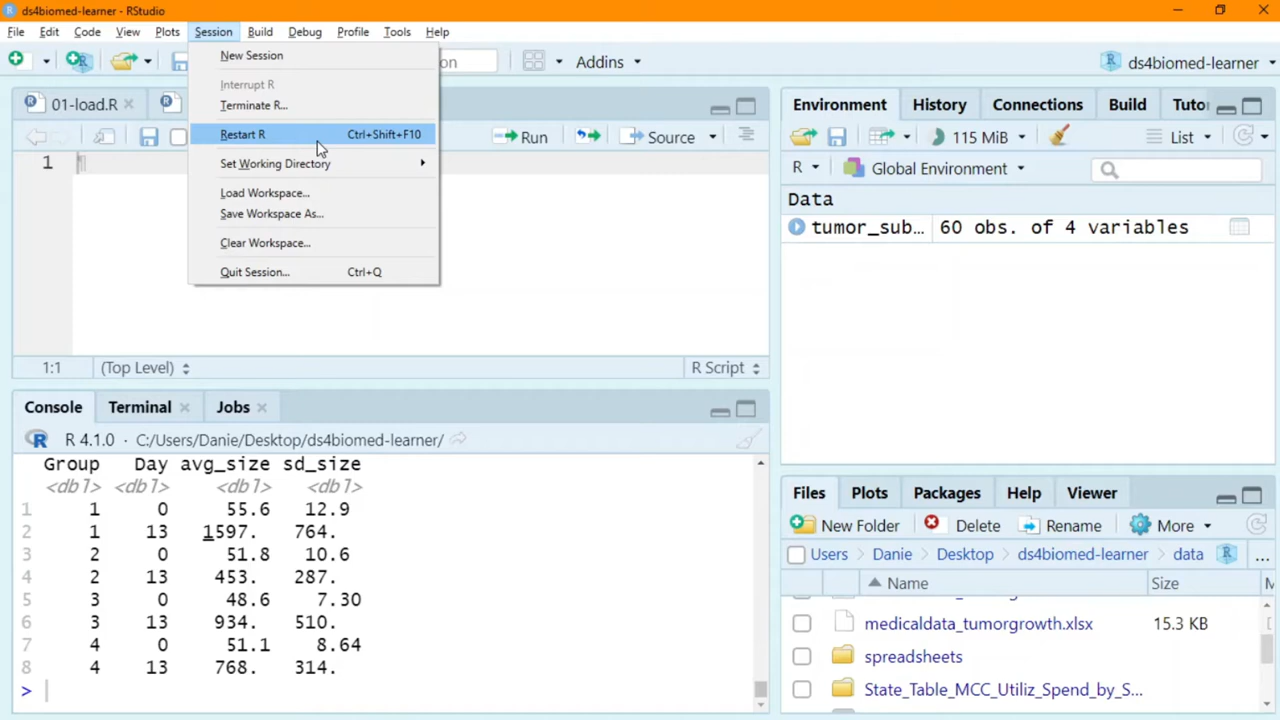 ds4biomed-learner - RStudio
File Edit Code View Plots Session Build Debug Profile Tools Help
Addins
ds4biomed-learner
New Session
Interrupt R
Terminate R...
Restart R Ctrl+Shift+F10
Set Working Directory
Load Workspace...
Save Workspace As...
Clear Workspace...
Quit Session... Ctrl+Q
01-load.R
Run
Source
1
1:1 (Top Level) R Script
Console Terminal Jobs
R 4.1.0 · C:/Users/Danie/Desktop/ds4biomed-learner/
Group Day avg_size sd_size
<dbl> <dbl> <dbl> <dbl>
1 1 0 55.6 12.9
2 1 13 1597. 764.
3 2 0 51.8 10.6
4 2 13 453. 287.
5 3 0 48.6 7.30
6 3 13 934. 510.
7 4 0 51.1 8.64
8 4 13 768. 314.
>
Environment History Connections Build Tuto
115 MiB List
R Global Environment
Data
tumor_sub... 60 obs. of 4 variables
Files Plots Packages Help Viewer
New Folder Delete Rename More
Users Danie Desktop ds4biomed-learner data ...
Name Size M
medicaldata_tumorgrowth.xlsx 15.3 KB
spreadsheets
State_Table_MCC_Utiliz_Spend_by_S...